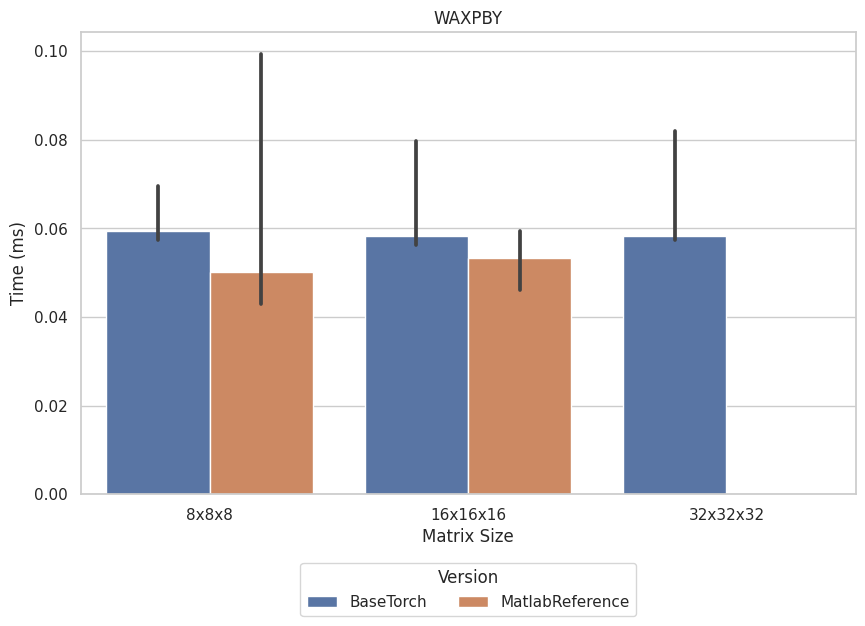 WAXPBY
0.10
0.08
0.06
0.04
0.02
0.00
Time (ms)
8x8x8 16x16x16 32x32x32
Matrix Size
Version
BaseTorch MatlabReference